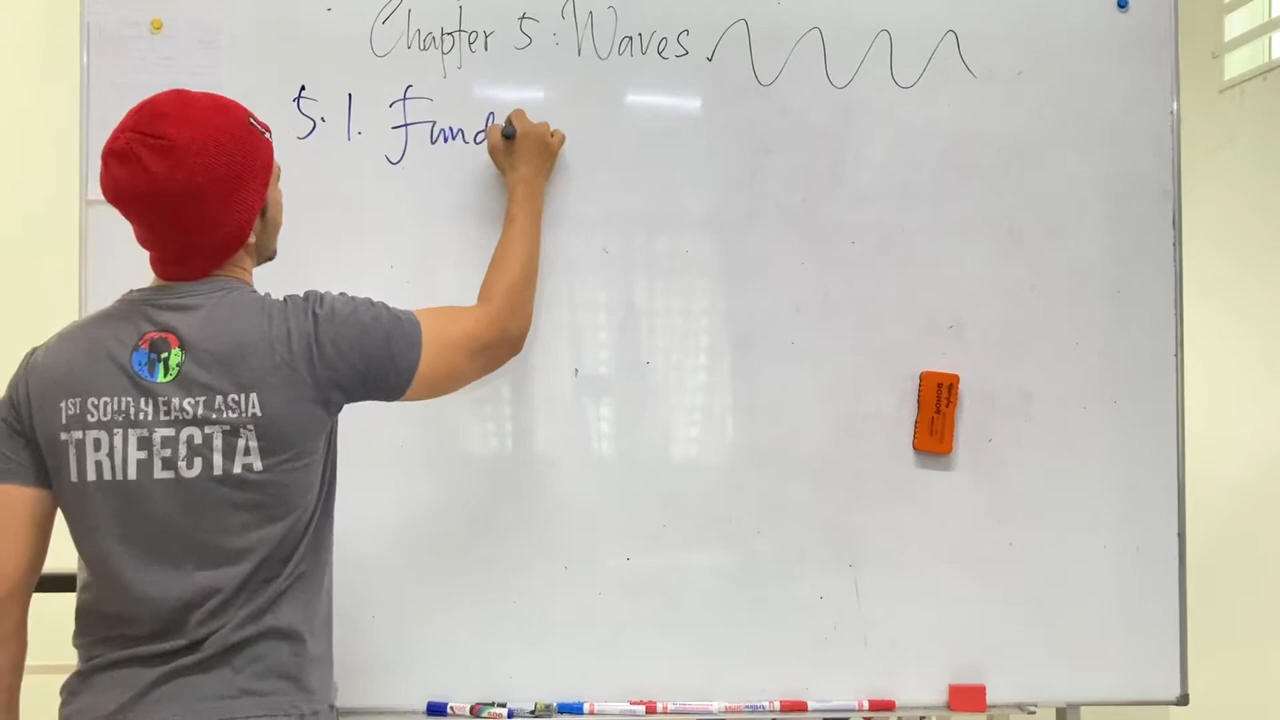 Chapter 5: Waves
5.1. Fund
1ST SOUTH EAST ASIA
TRIFECTA